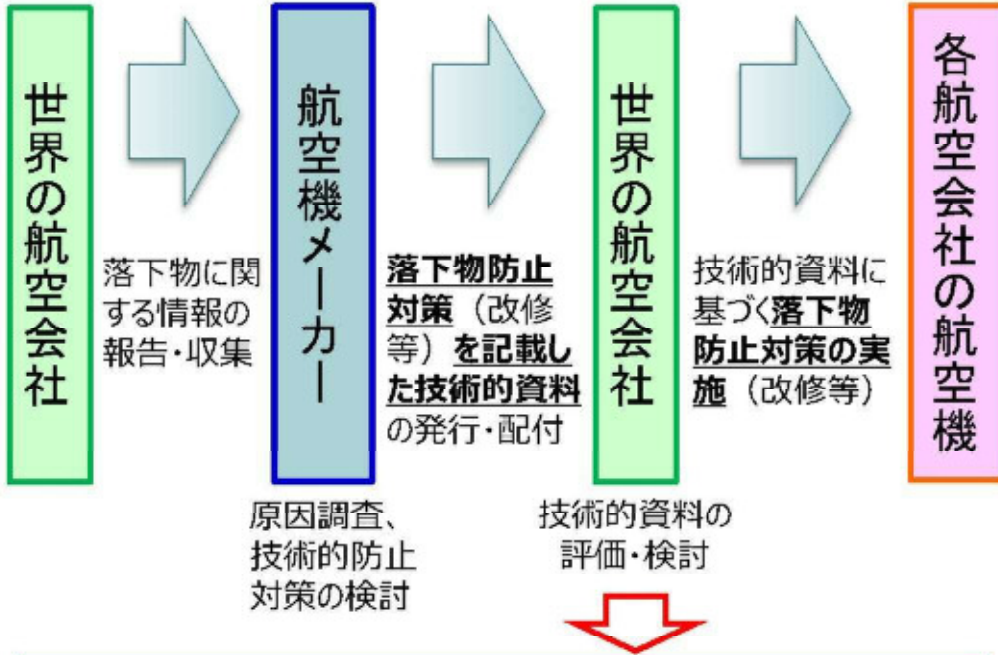 世界の航空会社
落下物に関
する情報の
報告・収集
航空機メーカー
原因調査、
技術的防止
対策の検討
落下物防止
対策（改修
等）を記載し
た技術的資料
の発行・配付
世界の航空会社
技術的資料の
評価・検討
技術的資料に
基づく落下物
防止対策の実
施（改修等）
各航空会社の航空機